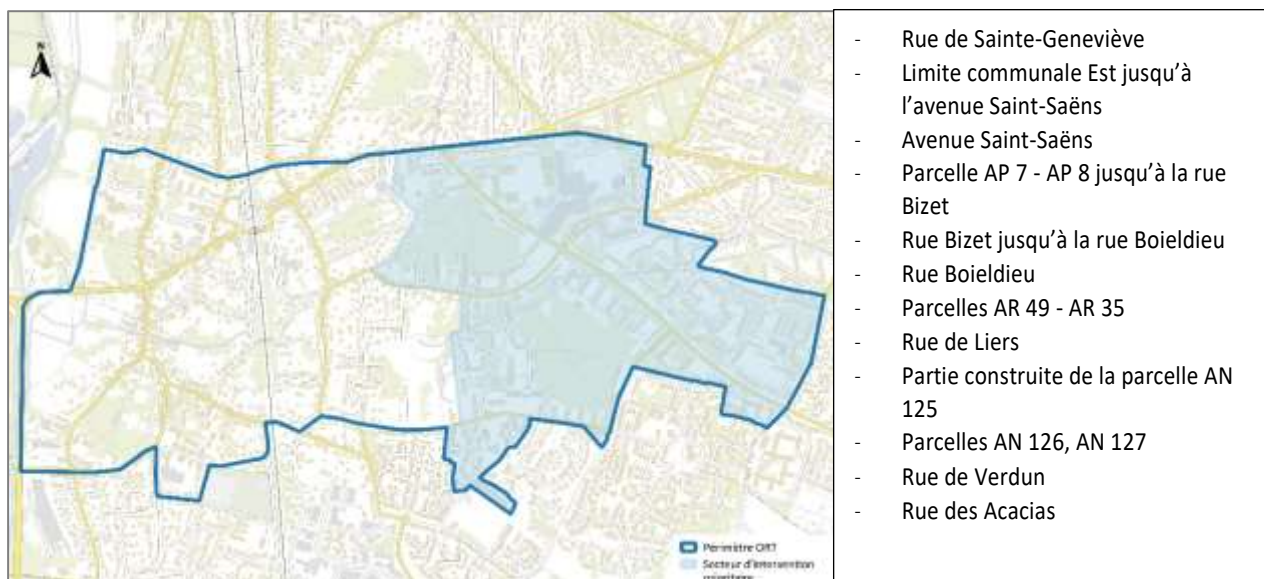 N
- Rue de Sainte-Geneviève
- Limite communale Est jusqu’à
l’avenue Saint-Saëns
- Avenue Saint-Saëns
- Parcelle AP 7 - AP 8 jusqu’à la rue
Bizet
- Rue Bizet jusqu’à la rue Boieldieu
- Rue Boieldieu
- Parcelles AR 49 - AR 35
- Rue de Liers
- Partie construite de la parcelle AN
125
- Parcelles AN 126, AN 127
- Rue de Verdun
- Rue des Acacias
Périmètre ORT
Secteur d'intervention